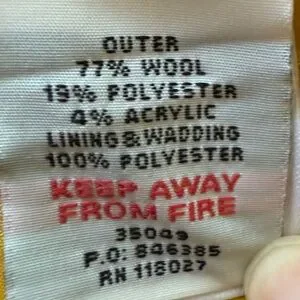 OUTER
77% WOOL
19% POLYESTER
4% ACRYLIC
LINING&WADDING
100% POLYESTER
KEEP AWAY
FROM FIRE
35049
P.O: 846385
RN 118027